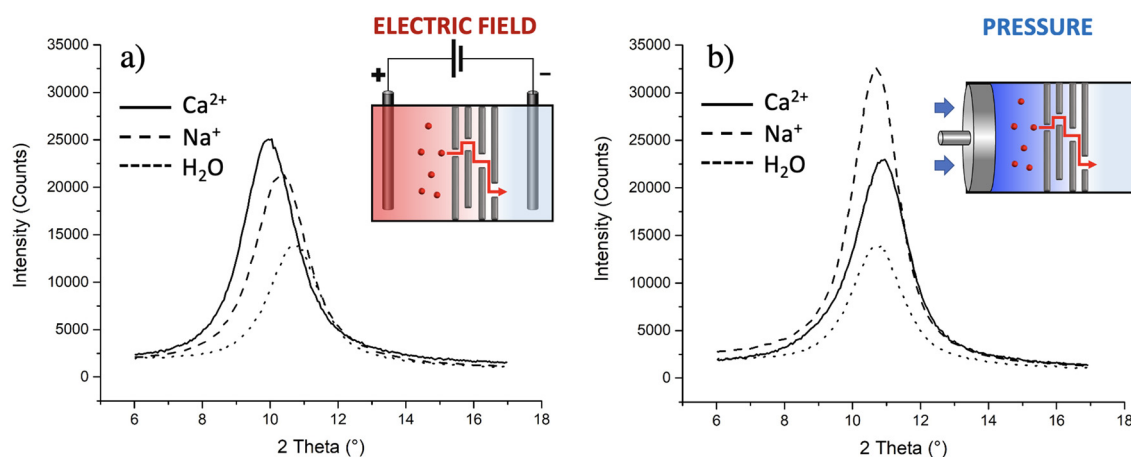 ELECTRIC FIELD
a)
+
−
Ca²⁺
Na⁺
H₂O
35000
30000
25000
20000
15000
10000
5000
0
Intensity (Counts)
6 8 10 12 14 16 18
2 Theta (°)
PRESSURE
b)
Ca²⁺
Na⁺
H₂O
35000
30000
25000
20000
15000
10000
5000
0
Intensity (Counts)
6 8 10 12 14 16 18
2 Theta (°)